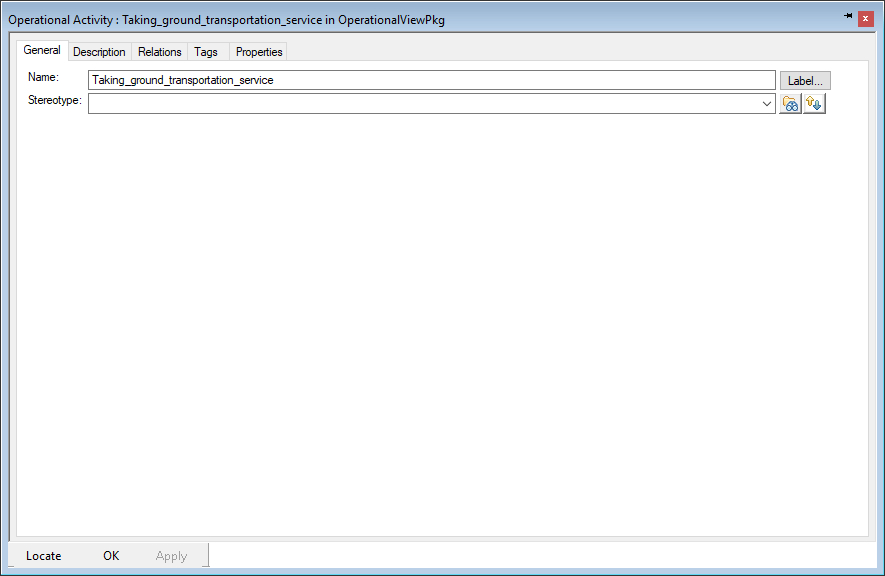 Operational Activity : Taking_ground_transportation_service in OperationalViewPkg
General Description Relations Tags Properties
Name: Taking_ground_transportation_service Label...
Stereotype:
Locate OK Apply